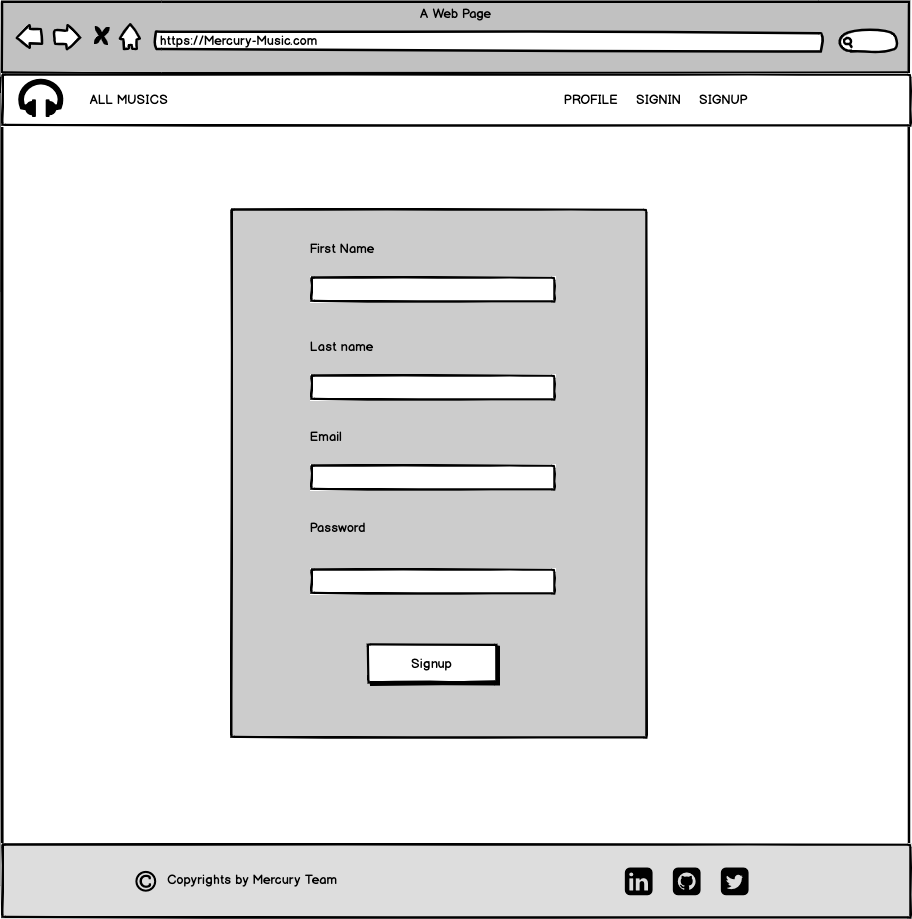 A Web Page
https://Mercury-Music.com
ALL MUSICS
PROFILE SIGNIN SIGNUP
First Name
Last name
Email
Password
Signup
© Copyrights by Mercury Team
in